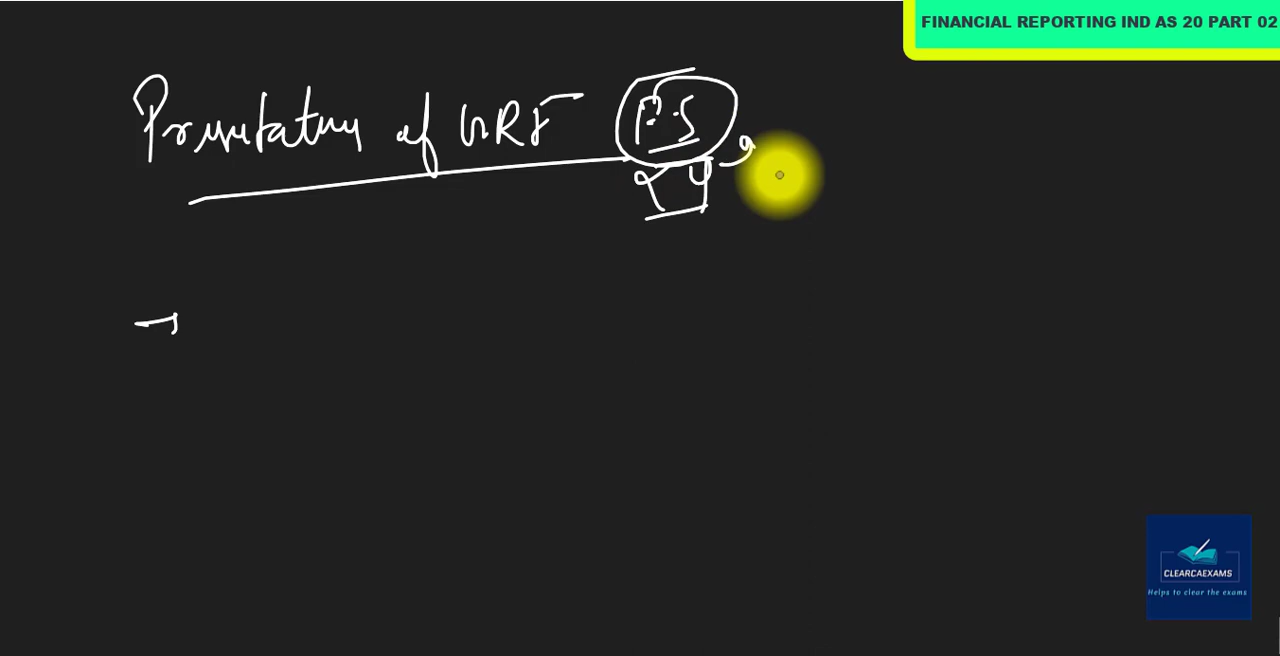 FINANCIAL REPORTING IND AS 20 PART 02
Presentation of GRF F.S
CLEARCAEXAMS
Helps to clear the exams